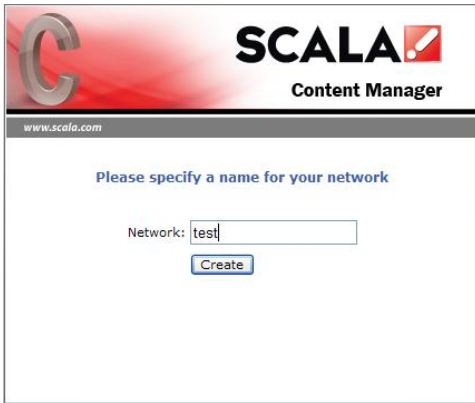 C
SCALA
Content Manager
www.scala.com
Please specify a name for your network
Network: test
Create